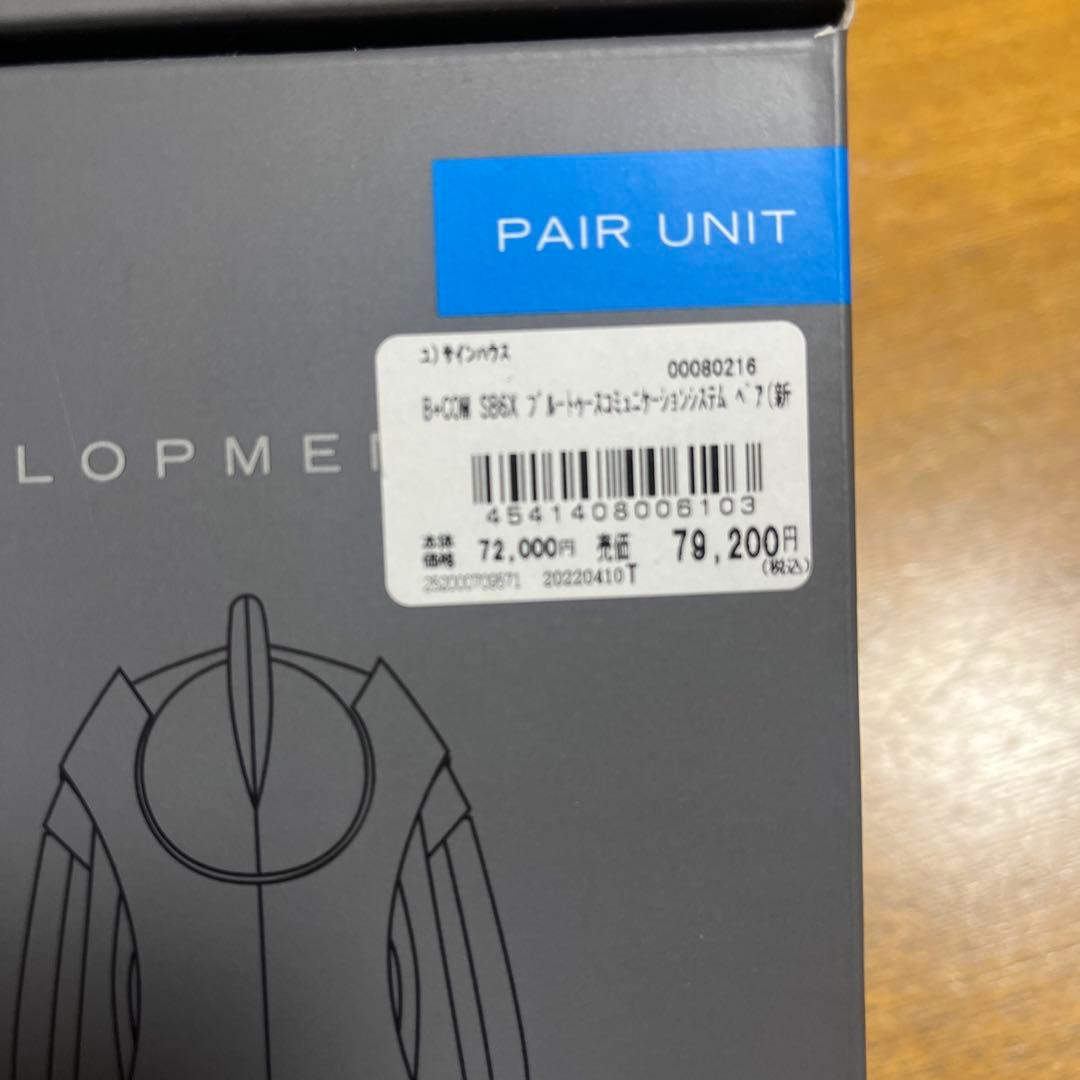 PAIR UNIT
ユ)サインハウス
00080216
B+COM SB6X ブルートゥースコミュニケーションシステム ペア(新
LOPME
4541408006103
本体価格 72,000円 売価 79,200円
(税込)
252000709571 20220410T